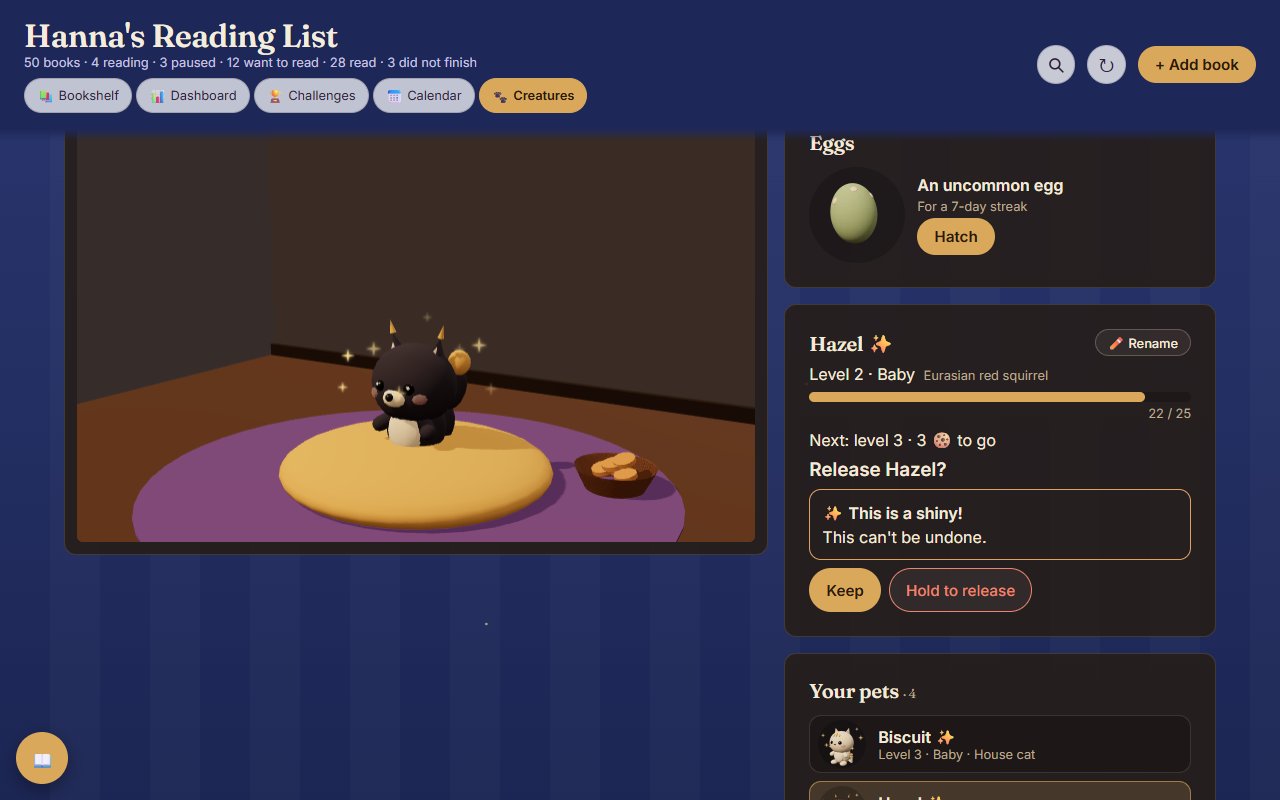 Hanna's Reading List
50 books · 4 reading · 3 paused · 12 want to read · 28 read · 3 did not finish
Bookshelf
Dashboard
Challenges
Calendar
Creatures
+ Add book
Eggs
An uncommon egg
For a 7-day streak
Hatch
Hazel ✨
Rename
Level 2 · Baby Eurasian red squirrel
22 / 25
Next: level 3 · 3 🍪 to go
Release Hazel?
✨ This is a shiny!
This can't be undone.
Keep
Hold to release
Your pets · 4
Biscuit ✨
Level 3 · Baby · House cat